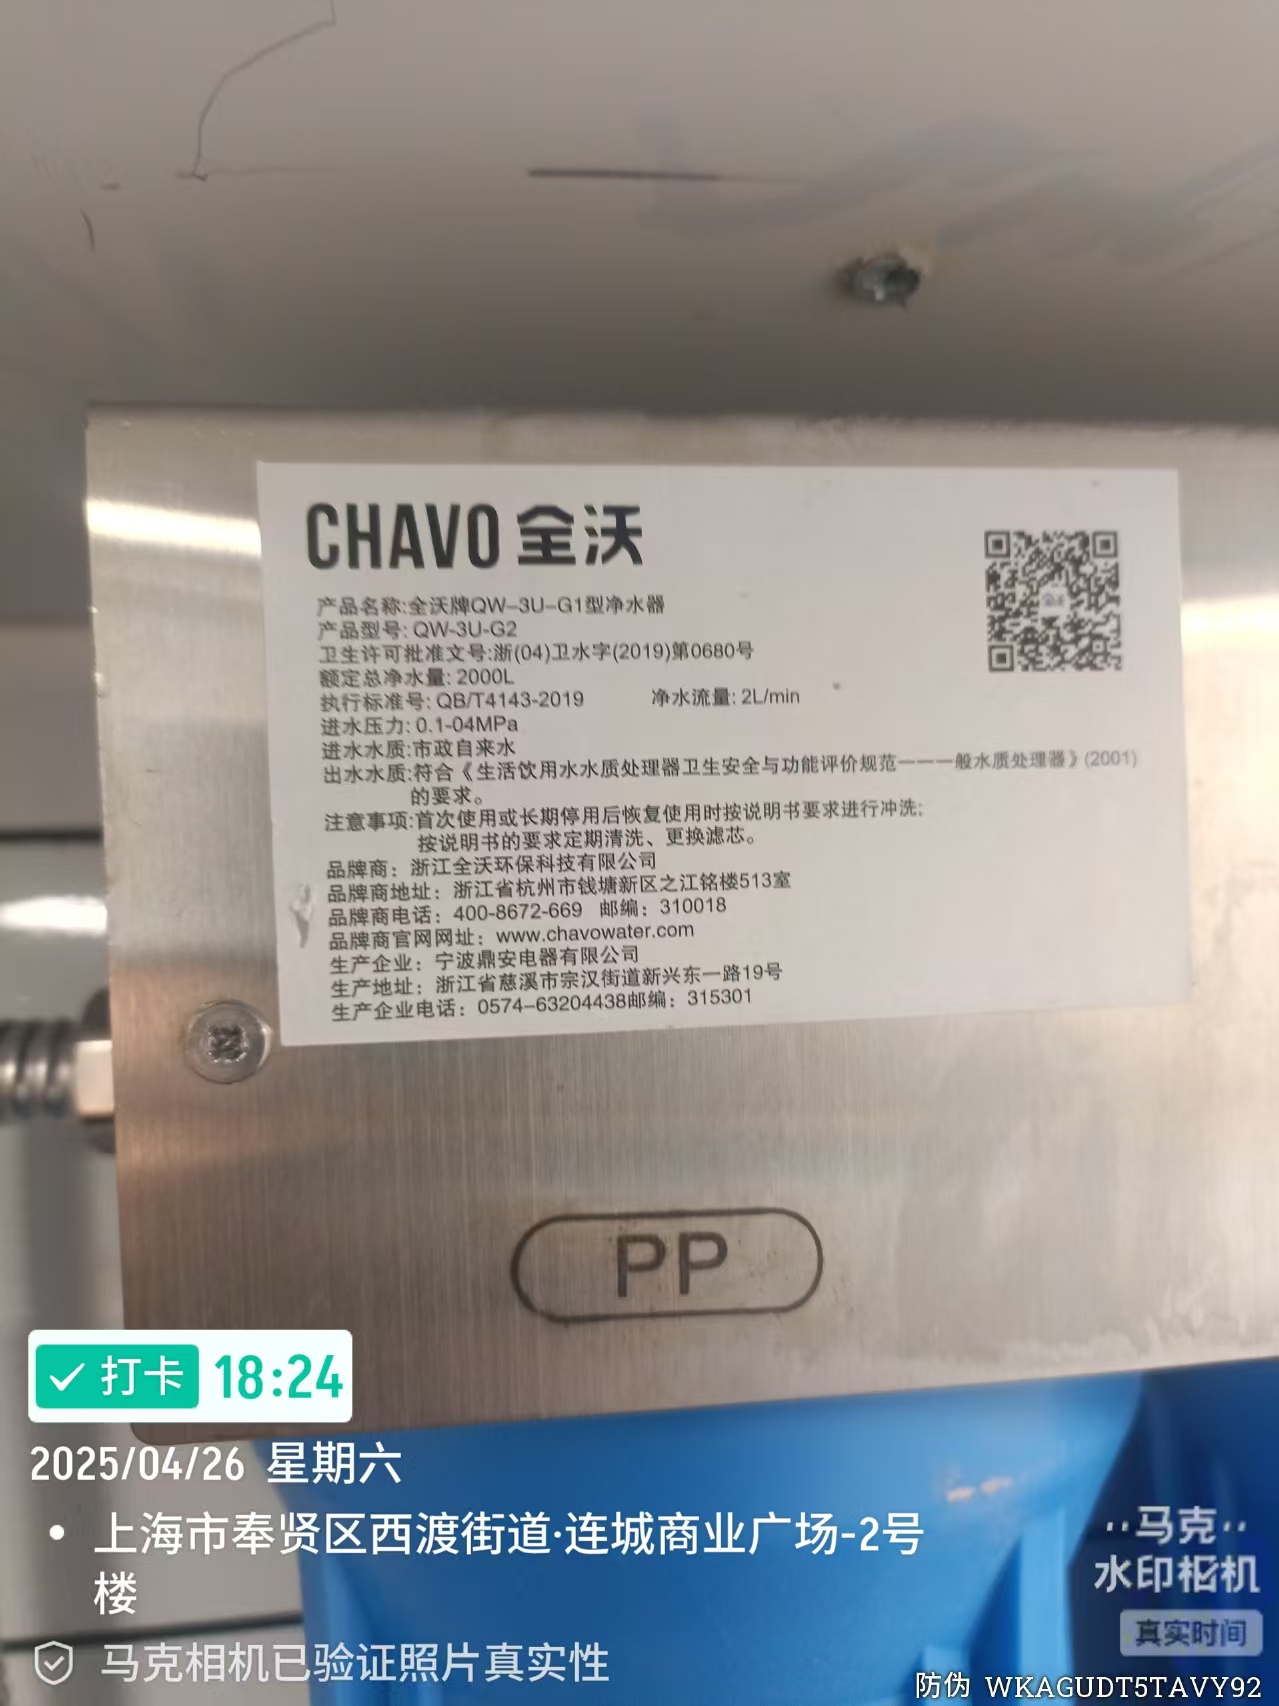 CHAVO 全沃
产品名称:全沃牌QW-3U-G1型净水器
产品型号: QW-3U-G2
卫生许可批准文号:浙(04)卫水字(2019)第0680号
额定总净水量: 2000L
执行标准号: QB/T4143-2019 净水流量: 2L/min
进水压力: 0.1-04MPa
进水水质:市政自来水
出水水质:符合《生活饮用水水质处理器卫生安全与功能评价规范一一一般水质处理器》(2001)
的要求。
注意事项:首次使用或长期停用后恢复使用时按说明书要求进行冲洗;
按说明书的要求定期清洗、更换滤芯。
品牌商: 浙江全沃环保科技有限公司
品牌商地址: 浙江省杭州市钱塘新区之江铭楼513室
品牌商电话: 400-8672-669 邮编: 310018
品牌商官网网址: www.chavowater.com
生产企业: 宁波鼎安电器有限公司
生产地址: 浙江省慈溪市宗汉街道新兴东一路19号
生产企业电话: 0574-63204438邮编: 315301
PP
打卡 18:24
2025/04/26 星期六
上海市奉贤区西渡街道·连城商业广场-2号
楼
马克相机已验证照片真实性
马克
水印相机
真实时间
防伪 WKAGUDT5TAVY92